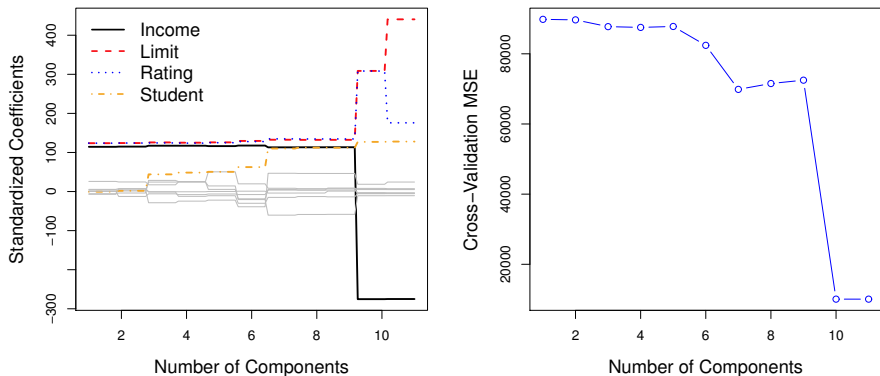 Income
Limit
Rating
Student
Standardized Coefficients
400
300
200
100
0
-100
-300
2 4 6 8 10
Number of Components
Cross-Validation MSE
80000
60000
40000
20000
2 4 6 8 10
Number of Components